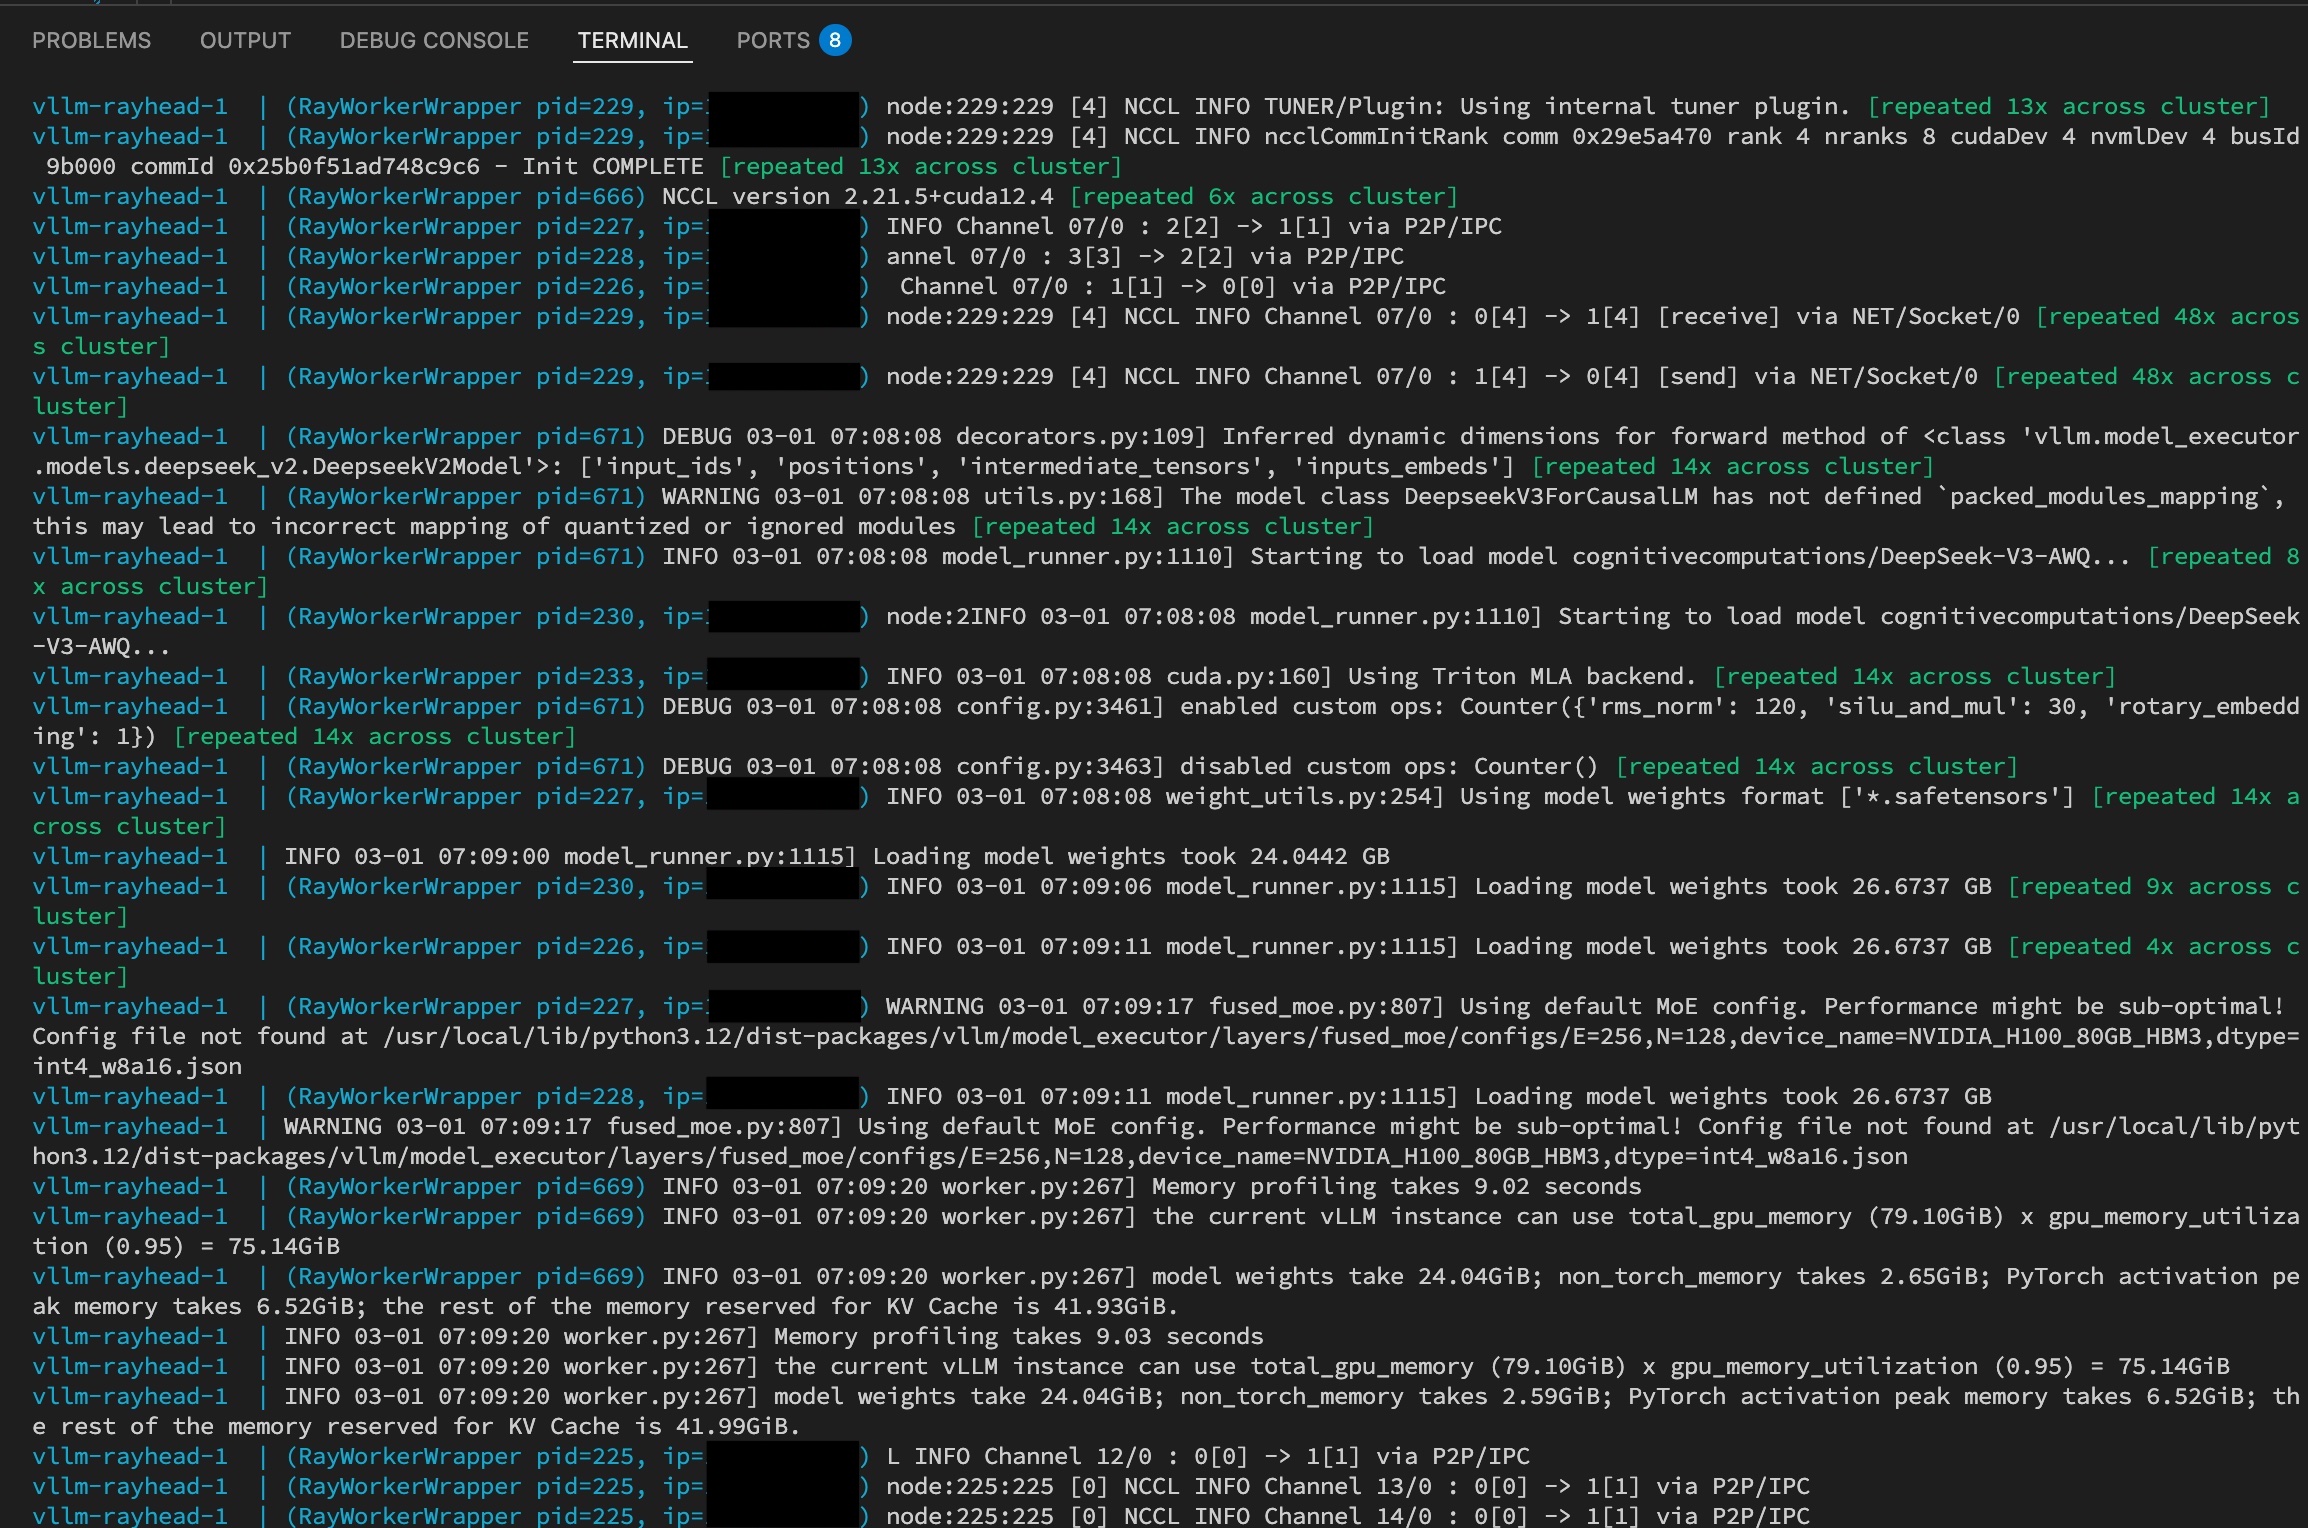 PROBLEMS OUTPUT DEBUG CONSOLE TERMINAL PORTS 8
vllm-rayhead-1 | (RayWorkerWrapper pid=229, ip= ) node:229:229 [4] NCCL INFO TUNER/Plugin: Using internal tuner plugin. [repeated 13x across cluster]
vllm-rayhead-1 | (RayWorkerWrapper pid=229, ip= ) node:229:229 [4] NCCL INFO ncclCommInitRank comm 0x29e5a470 rank 4 nranks 8 cudaDev 4 nvmlDev 4 busId
9b000 commId 0x25b0f51ad748c9c6 - Init COMPLETE [repeated 13x across cluster]
vllm-rayhead-1 | (RayWorkerWrapper pid=666) NCCL version 2.21.5+cuda12.4 [repeated 6x across cluster]
vllm-rayhead-1 | (RayWorkerWrapper pid=227, ip= ) INFO Channel 07/0 : 2[2] -> 1[1] via P2P/IPC
vllm-rayhead-1 | (RayWorkerWrapper pid=228, ip= ) annel 07/0 : 3[3] -> 2[2] via P2P/IPC
vllm-rayhead-1 | (RayWorkerWrapper pid=226, ip= ) Channel 07/0 : 1[1] -> 0[0] via P2P/IPC
vllm-rayhead-1 | (RayWorkerWrapper pid=229, ip= ) node:229:229 [4] NCCL INFO Channel 07/0 : 0[4] -> 1[4] [receive] via NET/Socket/0 [repeated 48x acros
s cluster]
vllm-rayhead-1 | (RayWorkerWrapper pid=229, ip= ) node:229:229 [4] NCCL INFO Channel 07/0 : 1[4] -> 0[4] [send] via NET/Socket/0 [repeated 48x across c
luster]
vllm-rayhead-1 | (RayWorkerWrapper pid=671) DEBUG 03-01 07:08:08 decorators.py:109] Inferred dynamic dimensions for forward method of <class 'vllm.model_executor
.models.deepseek_v2.DeepseekV2Model'>: ['input_ids', 'positions', 'intermediate_tensors', 'inputs_embeds'] [repeated 14x across cluster]
vllm-rayhead-1 | (RayWorkerWrapper pid=671) WARNING 03-01 07:08:08 utils.py:168] The model class DeepseekV3ForCausalLM has not defined `packed_modules_mapping`,
this may lead to incorrect mapping of quantized or ignored modules [repeated 14x across cluster]
vllm-rayhead-1 | (RayWorkerWrapper pid=671) INFO 03-01 07:08:08 model_runner.py:1110] Starting to load model cognitivecomputations/DeepSeek-V3-AWQ... [repeated 8
x across cluster]
vllm-rayhead-1 | (RayWorkerWrapper pid=230, ip= ) node:2INFO 03-01 07:08:08 model_runner.py:1110] Starting to load model cognitivecomputations/DeepSeek
-V3-AWQ...
vllm-rayhead-1 | (RayWorkerWrapper pid=233, ip= ) INFO 03-01 07:08:08 cuda.py:160] Using Triton MLA backend. [repeated 14x across cluster]
vllm-rayhead-1 | (RayWorkerWrapper pid=671) DEBUG 03-01 07:08:08 config.py:3461] enabled custom ops: Counter({'rms_norm': 120, 'silu_and_mul': 30, 'rotary_embedd
ing': 1}) [repeated 14x across cluster]
vllm-rayhead-1 | (RayWorkerWrapper pid=671) DEBUG 03-01 07:08:08 config.py:3463] disabled custom ops: Counter() [repeated 14x across cluster]
vllm-rayhead-1 | (RayWorkerWrapper pid=227, ip= ) INFO 03-01 07:08:08 weight_utils.py:254] Using model weights format ['*.safetensors'] [repeated 14x a
cross cluster]
vllm-rayhead-1 | INFO 03-01 07:09:00 model_runner.py:1115] Loading model weights took 24.0442 GB
vllm-rayhead-1 | (RayWorkerWrapper pid=230, ip= ) INFO 03-01 07:09:06 model_runner.py:1115] Loading model weights took 26.6737 GB [repeated 9x across c
luster]
vllm-rayhead-1 | (RayWorkerWrapper pid=226, ip= ) INFO 03-01 07:09:11 model_runner.py:1115] Loading model weights took 26.6737 GB [repeated 4x across c
luster]
vllm-rayhead-1 | (RayWorkerWrapper pid=227, ip= ) WARNING 03-01 07:09:17 fused_moe.py:807] Using default MoE config. Performance might be sub-optimal!
Config file not found at /usr/local/lib/python3.12/dist-packages/vllm/model_executor/layers/fused_moe/configs/E=256,N=128,device_name=NVIDIA_H100_80GB_HBM3,dtype=
int4_w8a16.json
vllm-rayhead-1 | (RayWorkerWrapper pid=228, ip= ) INFO 03-01 07:09:11 model_runner.py:1115] Loading model weights took 26.6737 GB
vllm-rayhead-1 | WARNING 03-01 07:09:17 fused_moe.py:807] Using default MoE config. Performance might be sub-optimal! Config file not found at /usr/local/lib/pyt
hon3.12/dist-packages/vllm/model_executor/layers/fused_moe/configs/E=256,N=128,device_name=NVIDIA_H100_80GB_HBM3,dtype=int4_w8a16.json
vllm-rayhead-1 | (RayWorkerWrapper pid=669) INFO 03-01 07:09:20 worker.py:267] Memory profiling takes 9.02 seconds
vllm-rayhead-1 | (RayWorkerWrapper pid=669) INFO 03-01 07:09:20 worker.py:267] the current vLLM instance can use total_gpu_memory (79.10GiB) x gpu_memory_utiliza
tion (0.95) = 75.14GiB
vllm-rayhead-1 | (RayWorkerWrapper pid=669) INFO 03-01 07:09:20 worker.py:267] model weights take 24.04GiB; non_torch_memory takes 2.65GiB; PyTorch activation pe
ak memory takes 6.52GiB; the rest of the memory reserved for KV Cache is 41.93GiB.
vllm-rayhead-1 | INFO 03-01 07:09:20 worker.py:267] Memory profiling takes 9.03 seconds
vllm-rayhead-1 | INFO 03-01 07:09:20 worker.py:267] the current vLLM instance can use total_gpu_memory (79.10GiB) x gpu_memory_utilization (0.95) = 75.14GiB
vllm-rayhead-1 | INFO 03-01 07:09:20 worker.py:267] model weights take 24.04GiB; non_torch_memory takes 2.59GiB; PyTorch activation peak memory takes 6.52GiB; th
e rest of the memory reserved for KV Cache is 41.99GiB.
vllm-rayhead-1 | (RayWorkerWrapper pid=225, ip= ) L INFO Channel 12/0 : 0[0] -> 1[1] via P2P/IPC
vllm-rayhead-1 | (RayWorkerWrapper pid=225, ip= ) node:225:225 [0] NCCL INFO Channel 13/0 : 0[0] -> 1[1] via P2P/IPC
vllm-rayhead-1 | (RayWorkerWrapper pid=225, ip= ) node:225:225 [0] NCCL INFO Channel 14/0 : 0[0] -> 1[1] via P2P/IPC